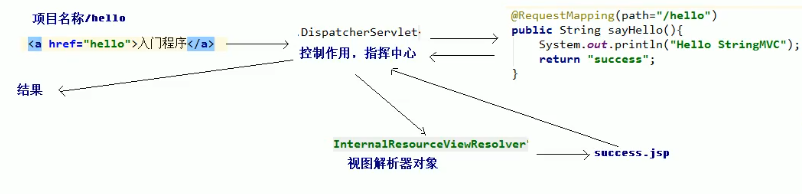 项目名称/hello
<a href="hello">入门程序</a>
.DispatcherServlet
控制作用，指挥中心
@RequestMapping(path="/hello")
public String sayHello(){
System.out.println("Hello StringMVC");
return "success";
}
结果
InternalResourceViewResolver
视图解析器对象
success.jsp